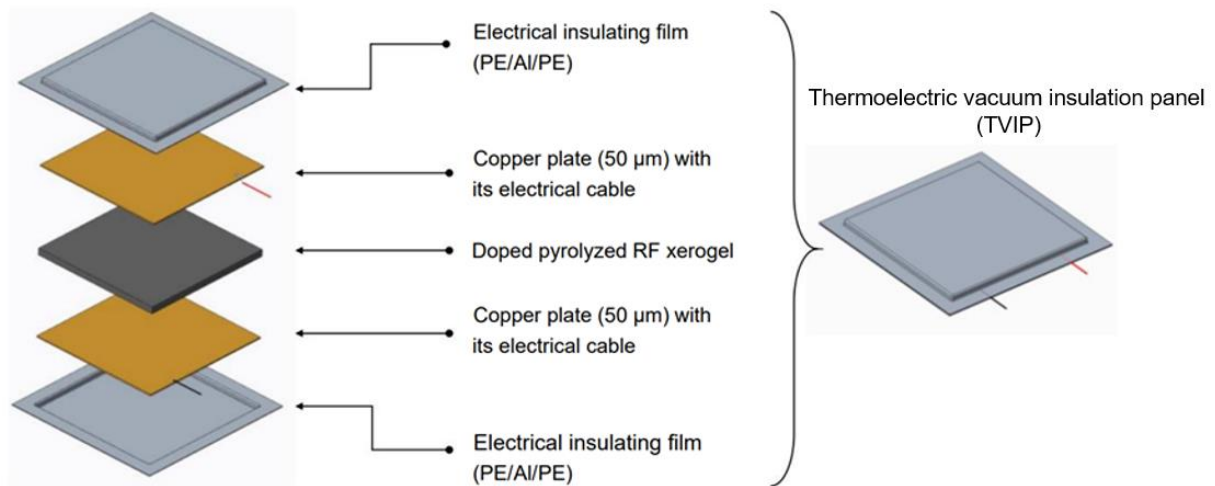 Electrical insulating film
(PE/Al/PE)
Copper plate (50 μm) with
its electrical cable
Doped pyrolyzed RF xerogel
Copper plate (50 μm) with
its electrical cable
Electrical insulating film
(PE/Al/PE)
Thermoelectric vacuum insulation panel
(TVIP)